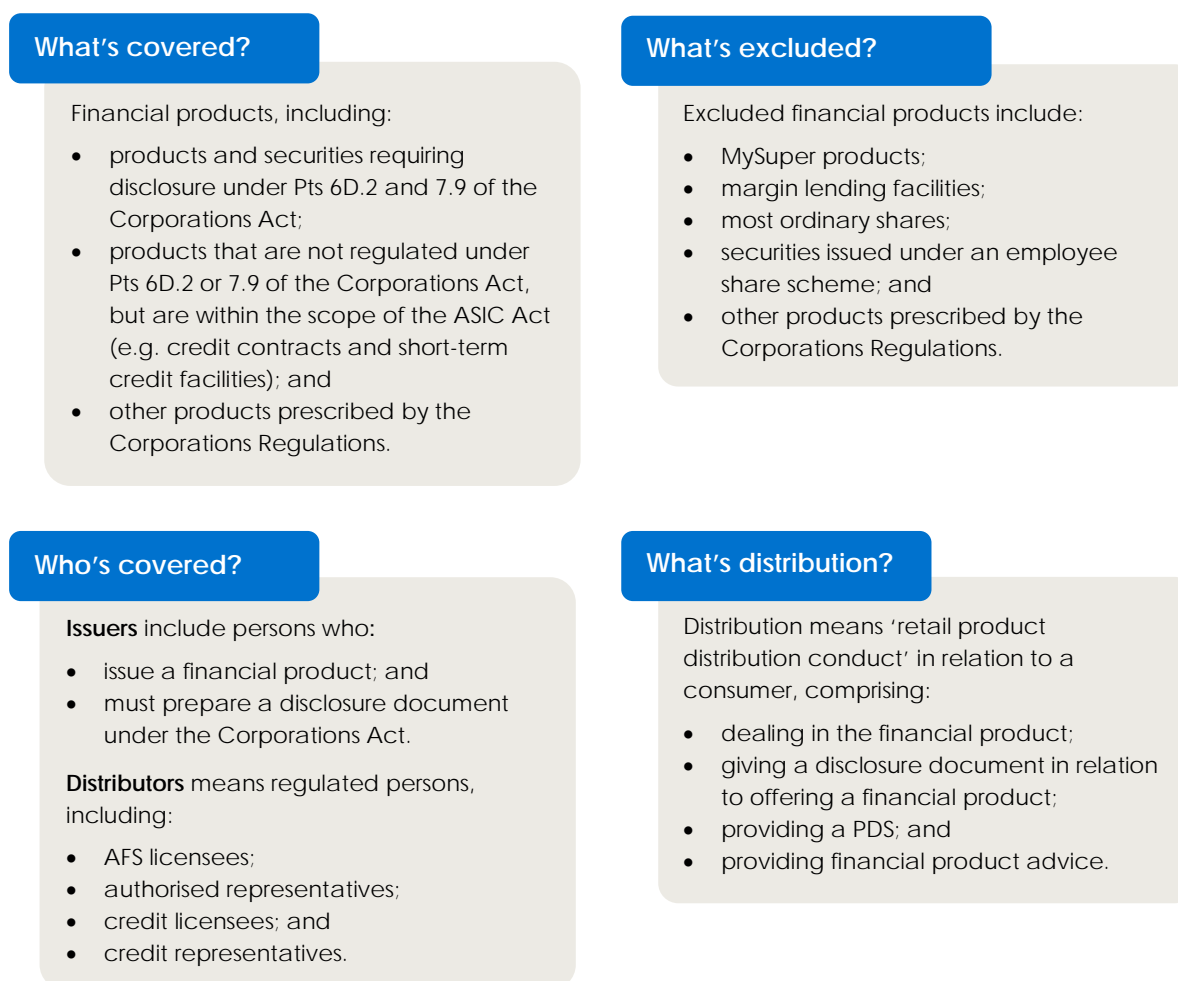 What's covered?
Financial products, including:
• products and securities requiring
disclosure under Pts 6D.2 and 7.9 of the
Corporations Act;
• products that are not regulated under
Pts 6D.2 or 7.9 of the Corporations Act,
but are within the scope of the ASIC Act
(e.g. credit contracts and short-term
credit facilities); and
• other products prescribed by the
Corporations Regulations.
What's excluded?
Excluded financial products include:
• MySuper products;
• margin lending facilities;
• most ordinary shares;
• securities issued under an employee
share scheme; and
• other products prescribed by the
Corporations Regulations.
Who's covered?
Issuers include persons who:
• issue a financial product; and
• must prepare a disclosure document
under the Corporations Act.
Distributors means regulated persons,
including:
• AFS licensees;
• authorised representatives;
• credit licensees; and
• credit representatives.
What's distribution?
Distribution means ‘retail product
distribution conduct’ in relation to a
consumer, comprising:
• dealing in the financial product;
• giving a disclosure document in relation
to offering a financial product;
• providing a PDS; and
• providing financial product advice.